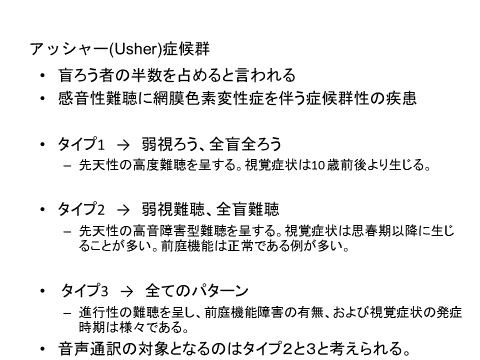 アッシャー(Usher)症候群
• 盲ろう者の半数を占めると言われる
• 感音性難聴に網膜色素変性症を伴う症候群性の疾患
• タイプ1 → 弱視ろう、全盲全ろう
– 先天性の高度難聴を呈する。視覚症状は10歳前後より生じる。
• タイプ2 → 弱視難聴、全盲難聴
– 先天性の高音障害型難聴を呈する。視覚症状は思春期以降に生じ
ることが多い。前庭機能は正常である例が多い。
• タイプ3 → 全てのパターン
– 進行性の難聴を呈し、前庭機能障害の有無、および視覚症状の発症
時期は様々である。
• 音声通訳の対象となるのはタイプ2と3と考えられる。